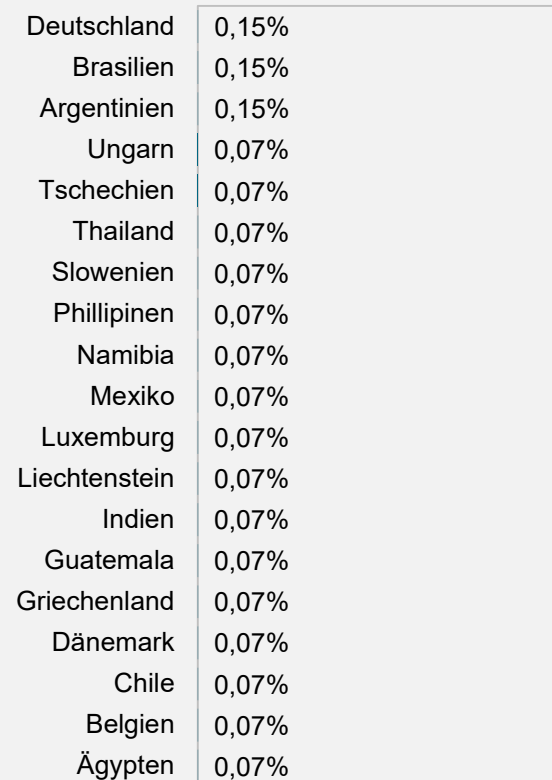 Deutschland 0,15%
Brasilien 0,15%
Argentinien 0,15%
Ungarn 0,07%
Tschechien 0,07%
Thailand 0,07%
Slowenien 0,07%
Phillipinen 0,07%
Namibia 0,07%
Mexiko 0,07%
Luxemburg 0,07%
Liechtenstein 0,07%
Indien 0,07%
Guatemala 0,07%
Griechenland 0,07%
Dänemark 0,07%
Chile 0,07%
Belgien 0,07%
Ägypten 0,07%